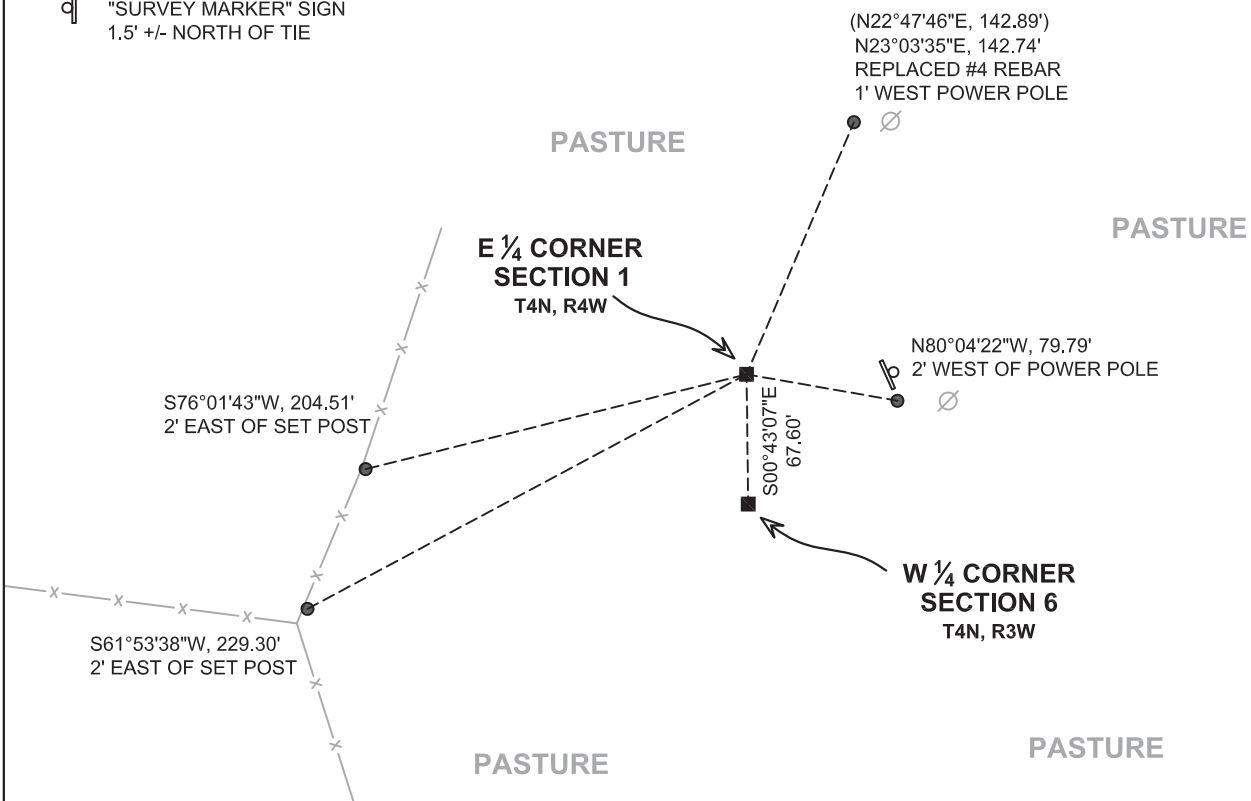 "SURVEY MARKER" SIGN
1.5' +/- NORTH OF TIE
(N22°47'46"E, 142.89')
N23°03'35"E, 142.74'
REPLACED #4 REBAR
1' WEST POWER POLE
PASTURE
PASTURE
E ¼ CORNER
SECTION 1
T4N, R4W
N80°04'22"W, 79.79'
2' WEST OF POWER POLE
S76°01'43"W, 204.51'
2' EAST OF SET POST
S00°43'07"E
67.60'
W ¼ CORNER
SECTION 6
T4N, R3W
S61°53'38"W, 229.30'
2' EAST OF SET POST
PASTURE
PASTURE